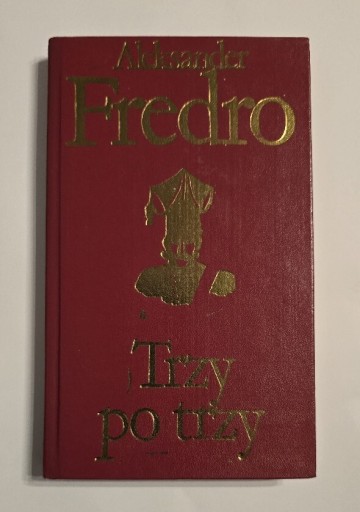 Aleksander
Fredro
Trzy
po trzy